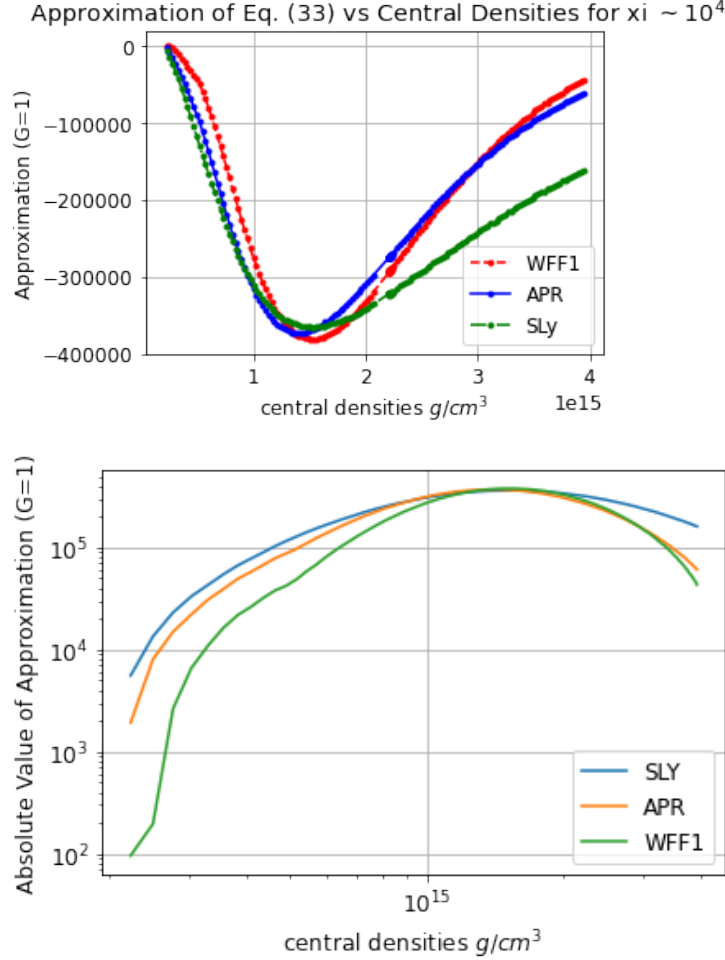 Approximation of Eq. (33) vs Central Densities for xi ~10^4
Approximation (G=1)
0
−100000
−200000
−300000
−400000
WFF1
APR
SLy
1 2 3 4
1e15
central densities g/cm^3
Absolute Value of Approximation (G=1)
10^5
10^4
10^3
10^2
SLY
APR
WFF1
10^15
central densities g/cm^3